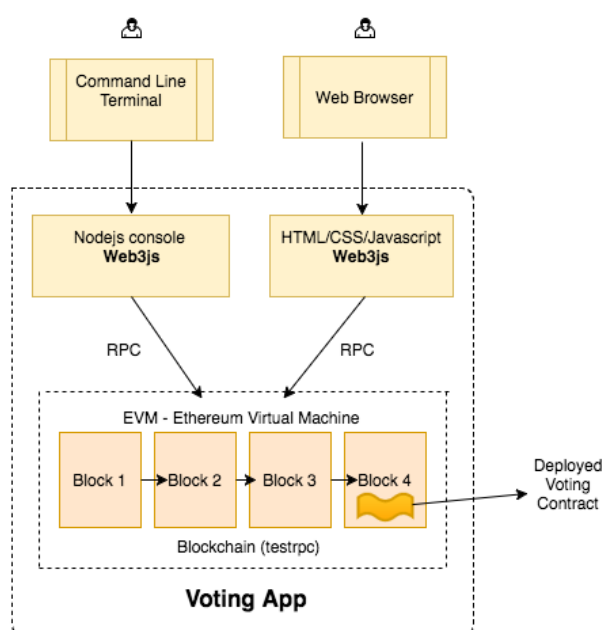 Command Line
Terminal
Web Browser
Nodejs console
Web3js
HTML/CSS/Javascript
Web3js
RPC
RPC
EVM - Ethereum Virtual Machine
Block 1
Block 2
Block 3
Block 4
Deployed
Voting
Contract
Blockchain (testrpc)
Voting App